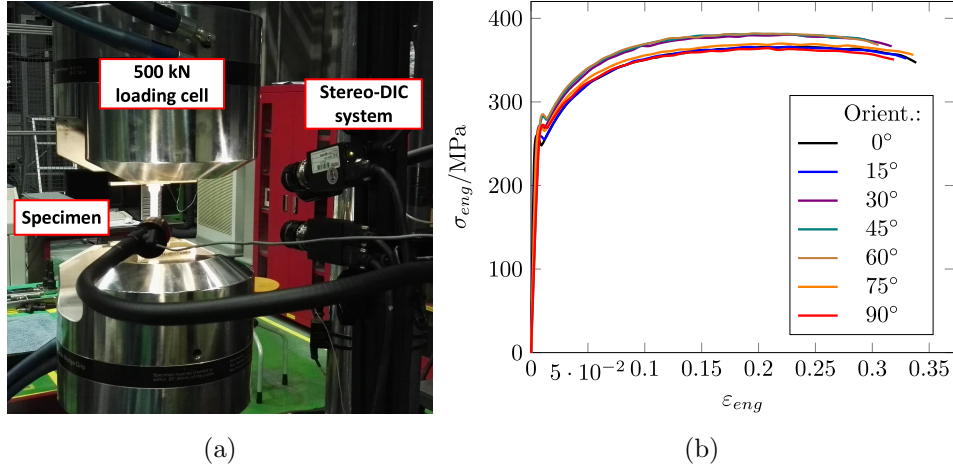 500 kN
loading cell
Stereo-DIC
system
Specimen
(a)
σ_eng/MPa
400
300
200
100
0
0 5·10⁻² 0.1 0.15 0.2 0.25 0.3 0.35
ε_eng
Orient.:
0°
15°
30°
45°
60°
75°
90°
(b)